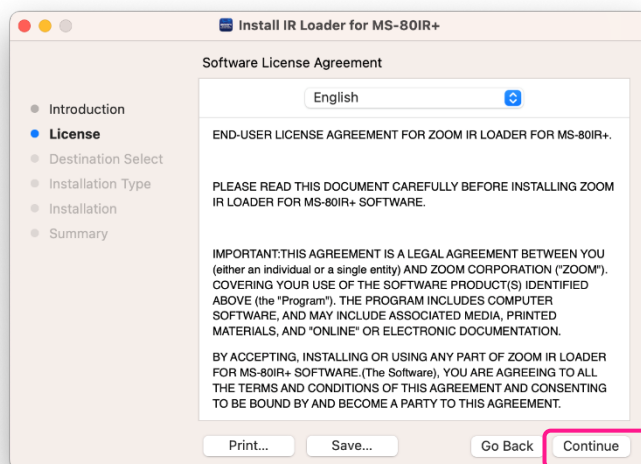 Install IR Loader for MS-80IR+
Software License Agreement
Introduction
License
Destination Select
Installation Type
Installation
Summary
English
END-USER LICENSE AGREEMENT FOR ZOOM IR LOADER FOR MS-80IR+.
PLEASE READ THIS DOCUMENT CAREFULLY BEFORE INSTALLING ZOOM
IR LOADER FOR MS-80IR+ SOFTWARE.
IMPORTANT:THIS AGREEMENT IS A LEGAL AGREEMENT BETWEEN YOU
(either an individual or a single entity) AND ZOOM CORPORATION ("ZOOM").
COVERING YOUR USE OF THE SOFTWARE PRODUCT(S) IDENTIFIED
ABOVE (the "Program"). THE PROGRAM INCLUDES COMPUTER
SOFTWARE, AND MAY INCLUDE ASSOCIATED MEDIA, PRINTED
MATERIALS, AND "ONLINE" OR ELECTRONIC DOCUMENTATION.
BY ACCEPTING, INSTALLING OR USING ANY PART OF ZOOM IR LOADER
FOR MS-80IR+ SOFTWARE.(The Software), YOU ARE AGREEING TO ALL
THE TERMS AND CONDITIONS OF THIS AGREEMENT AND CONSENTING
TO BE BOUND BY AND BECOME A PARTY TO THIS AGREEMENT.
Print...
Save...
Go Back
Continue